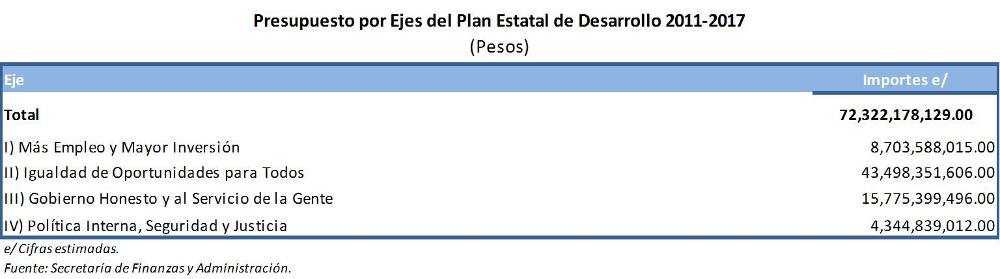 Presupuesto por Ejes del Plan Estatal de Desarrollo 2011-2017
(Pesos)
Eje Importes e/
Total 72,322,178,129.00
I) Más Empleo y Mayor Inversión 8,703,588,015.00
II) Igualdad de Oportunidades para Todos 43,498,351,606.00
III) Gobierno Honesto y al Servicio de la Gente 15,775,399,496.00
IV) Política Interna, Seguridad y Justicia 4,344,839,012.00
e/ Cifras estimadas.
Fuente: Secretaría de Finanzas y Administración.